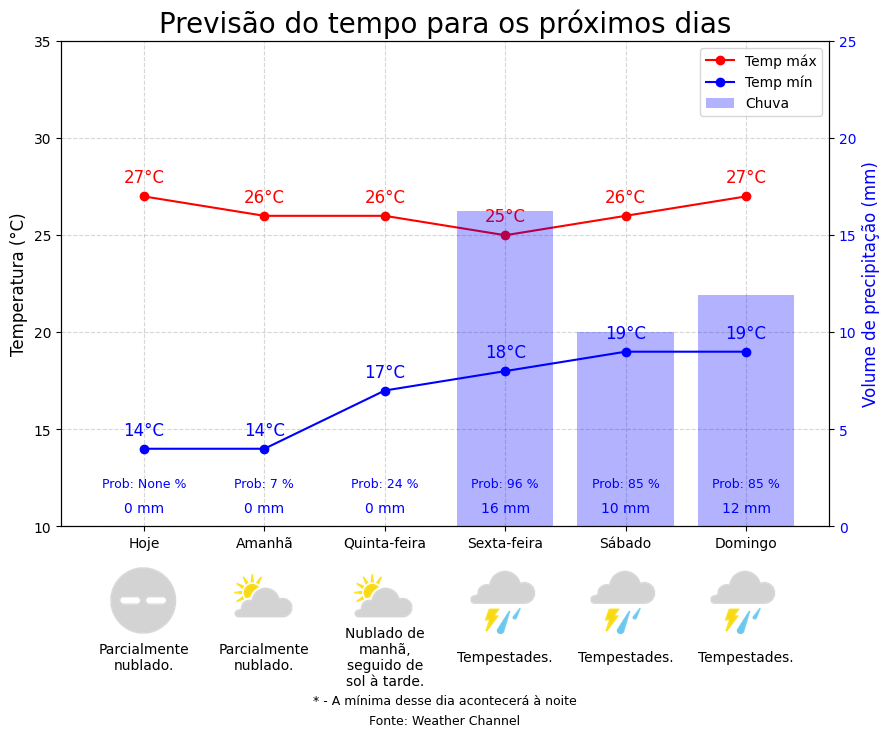 Previsão do tempo para os próximos dias
35
30
25
20
15
10
Temperatura (°C)
25
20
15
10
5
0
Volume de precipitação (mm)
Temp máx
Temp mín
Chuva
27°C
26°C
26°C
25°C
26°C
27°C
14°C
14°C
17°C
18°C
19°C
19°C
Prob: None %
Prob: 7 %
Prob: 24 %
Prob: 96 %
Prob: 85 %
Prob: 85 %
0 mm
0 mm
0 mm
16 mm
10 mm
12 mm
Hoje
Amanhã
Quinta-feira
Sexta-feira
Sábado
Domingo
Parcialmente
nublado.
Parcialmente
nublado.
Nublado de
manhã,
seguido de
sol à tarde.
Tempestades.
Tempestades.
Tempestades.
* - A mínima desse dia acontecerá à noite
Fonte: Weather Channel